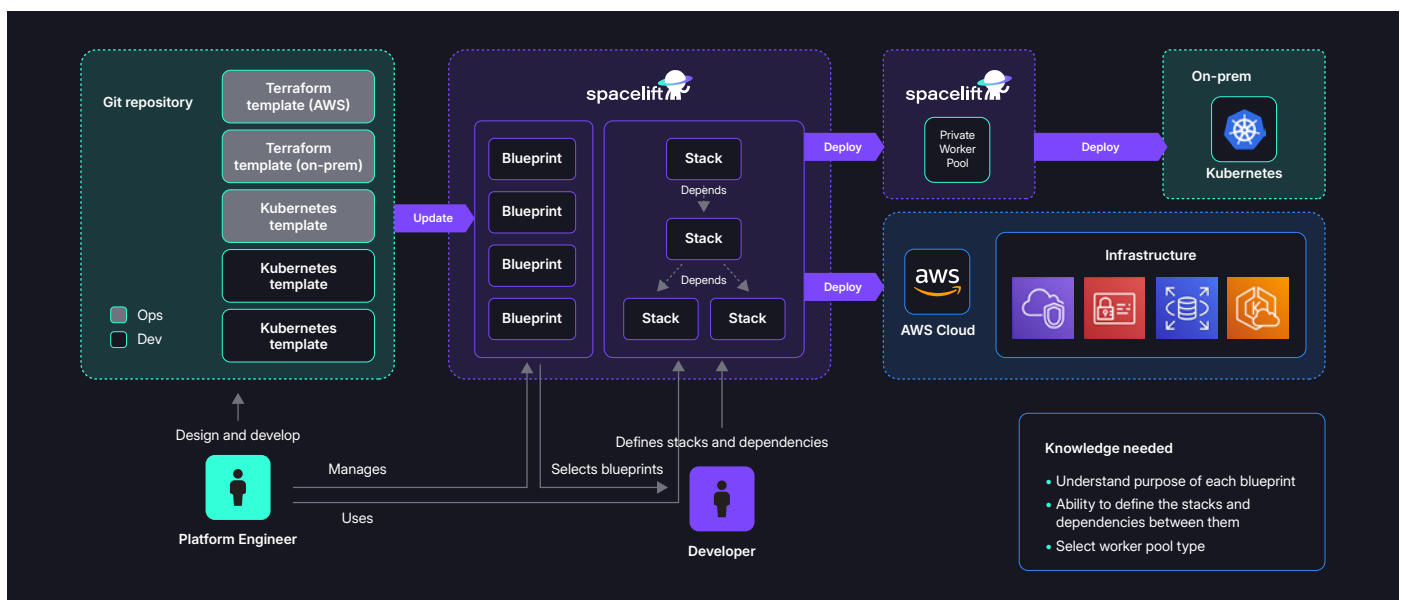 Git repository
Terraform
template (AWS)
Terraform
template (on-prem)
Kubernetes
template
Kubernetes
template
Kubernetes
template
Ops
Dev
Update
spacelift
Blueprint
Blueprint
Blueprint
Blueprint
Stack
Depends
Stack
Depends
Stack
Stack
Deploy
Deploy
spacelift
Private
Worker
Pool
Deploy
On-prem
Kubernetes
aws
AWS Cloud
Infrastructure
Design and develop
Platform Engineer
Manages
Uses
Selects blueprints
Defines stacks and dependencies
Developer
Knowledge needed
• Understand purpose of each blueprint
• Ability to define the stacks and
dependencies between them
• Select worker pool type